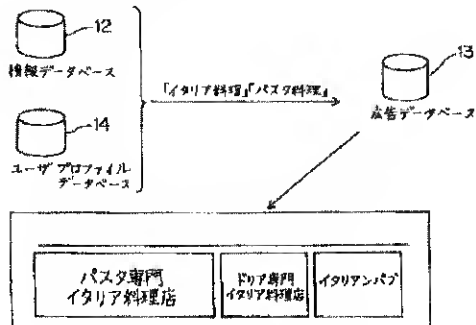 12
情報データベース
14
ユーザプロファイル
データベース
「イタリア料理」「パスタ料理」
13
広告データベース
パスタ専門
イタリア料理店
ドリア専門
イタリア料理店
イタリアンパブ